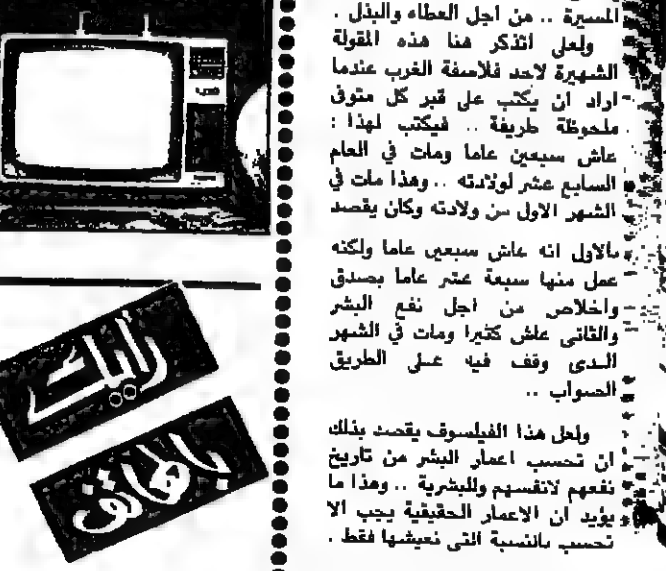 المسيرة .. من اجل العطاء والبذل .
ولعلى اتذكر هنا هذه المقولة
الشهيرة لاحد فلاسفة الغرب عندما
اراد ان يكتب على قبر كل متوفى
ملحوظة طريفة .. فيكتب لهذا :
عاش سبعين عاما ومات في العام
السابع عشر لولادته .. وهذا مات في
الشهر الاول من ولادته وكان يقصد
بالاول انه عاش سبعين عاما ولكنه
عمل منها سبعة عشر عاما بصدق
واخلاص من اجل نفع البشر
والثانى عاش كثيرا ومات في الشهر
الذى وقف فيه على الطريق
الصواب ..
ولعل هذا الفيلسوف يقصد بذلك
ان تحسب اعمار البشر من تاريخ
نفعهم لانفسهم وللبشرية .. وهذا ما
يؤيد ان الاعمار الحقيقية يجب الا
تحسب بالنسبة التى نعيشها فقط .
رأيك
بالهاتف